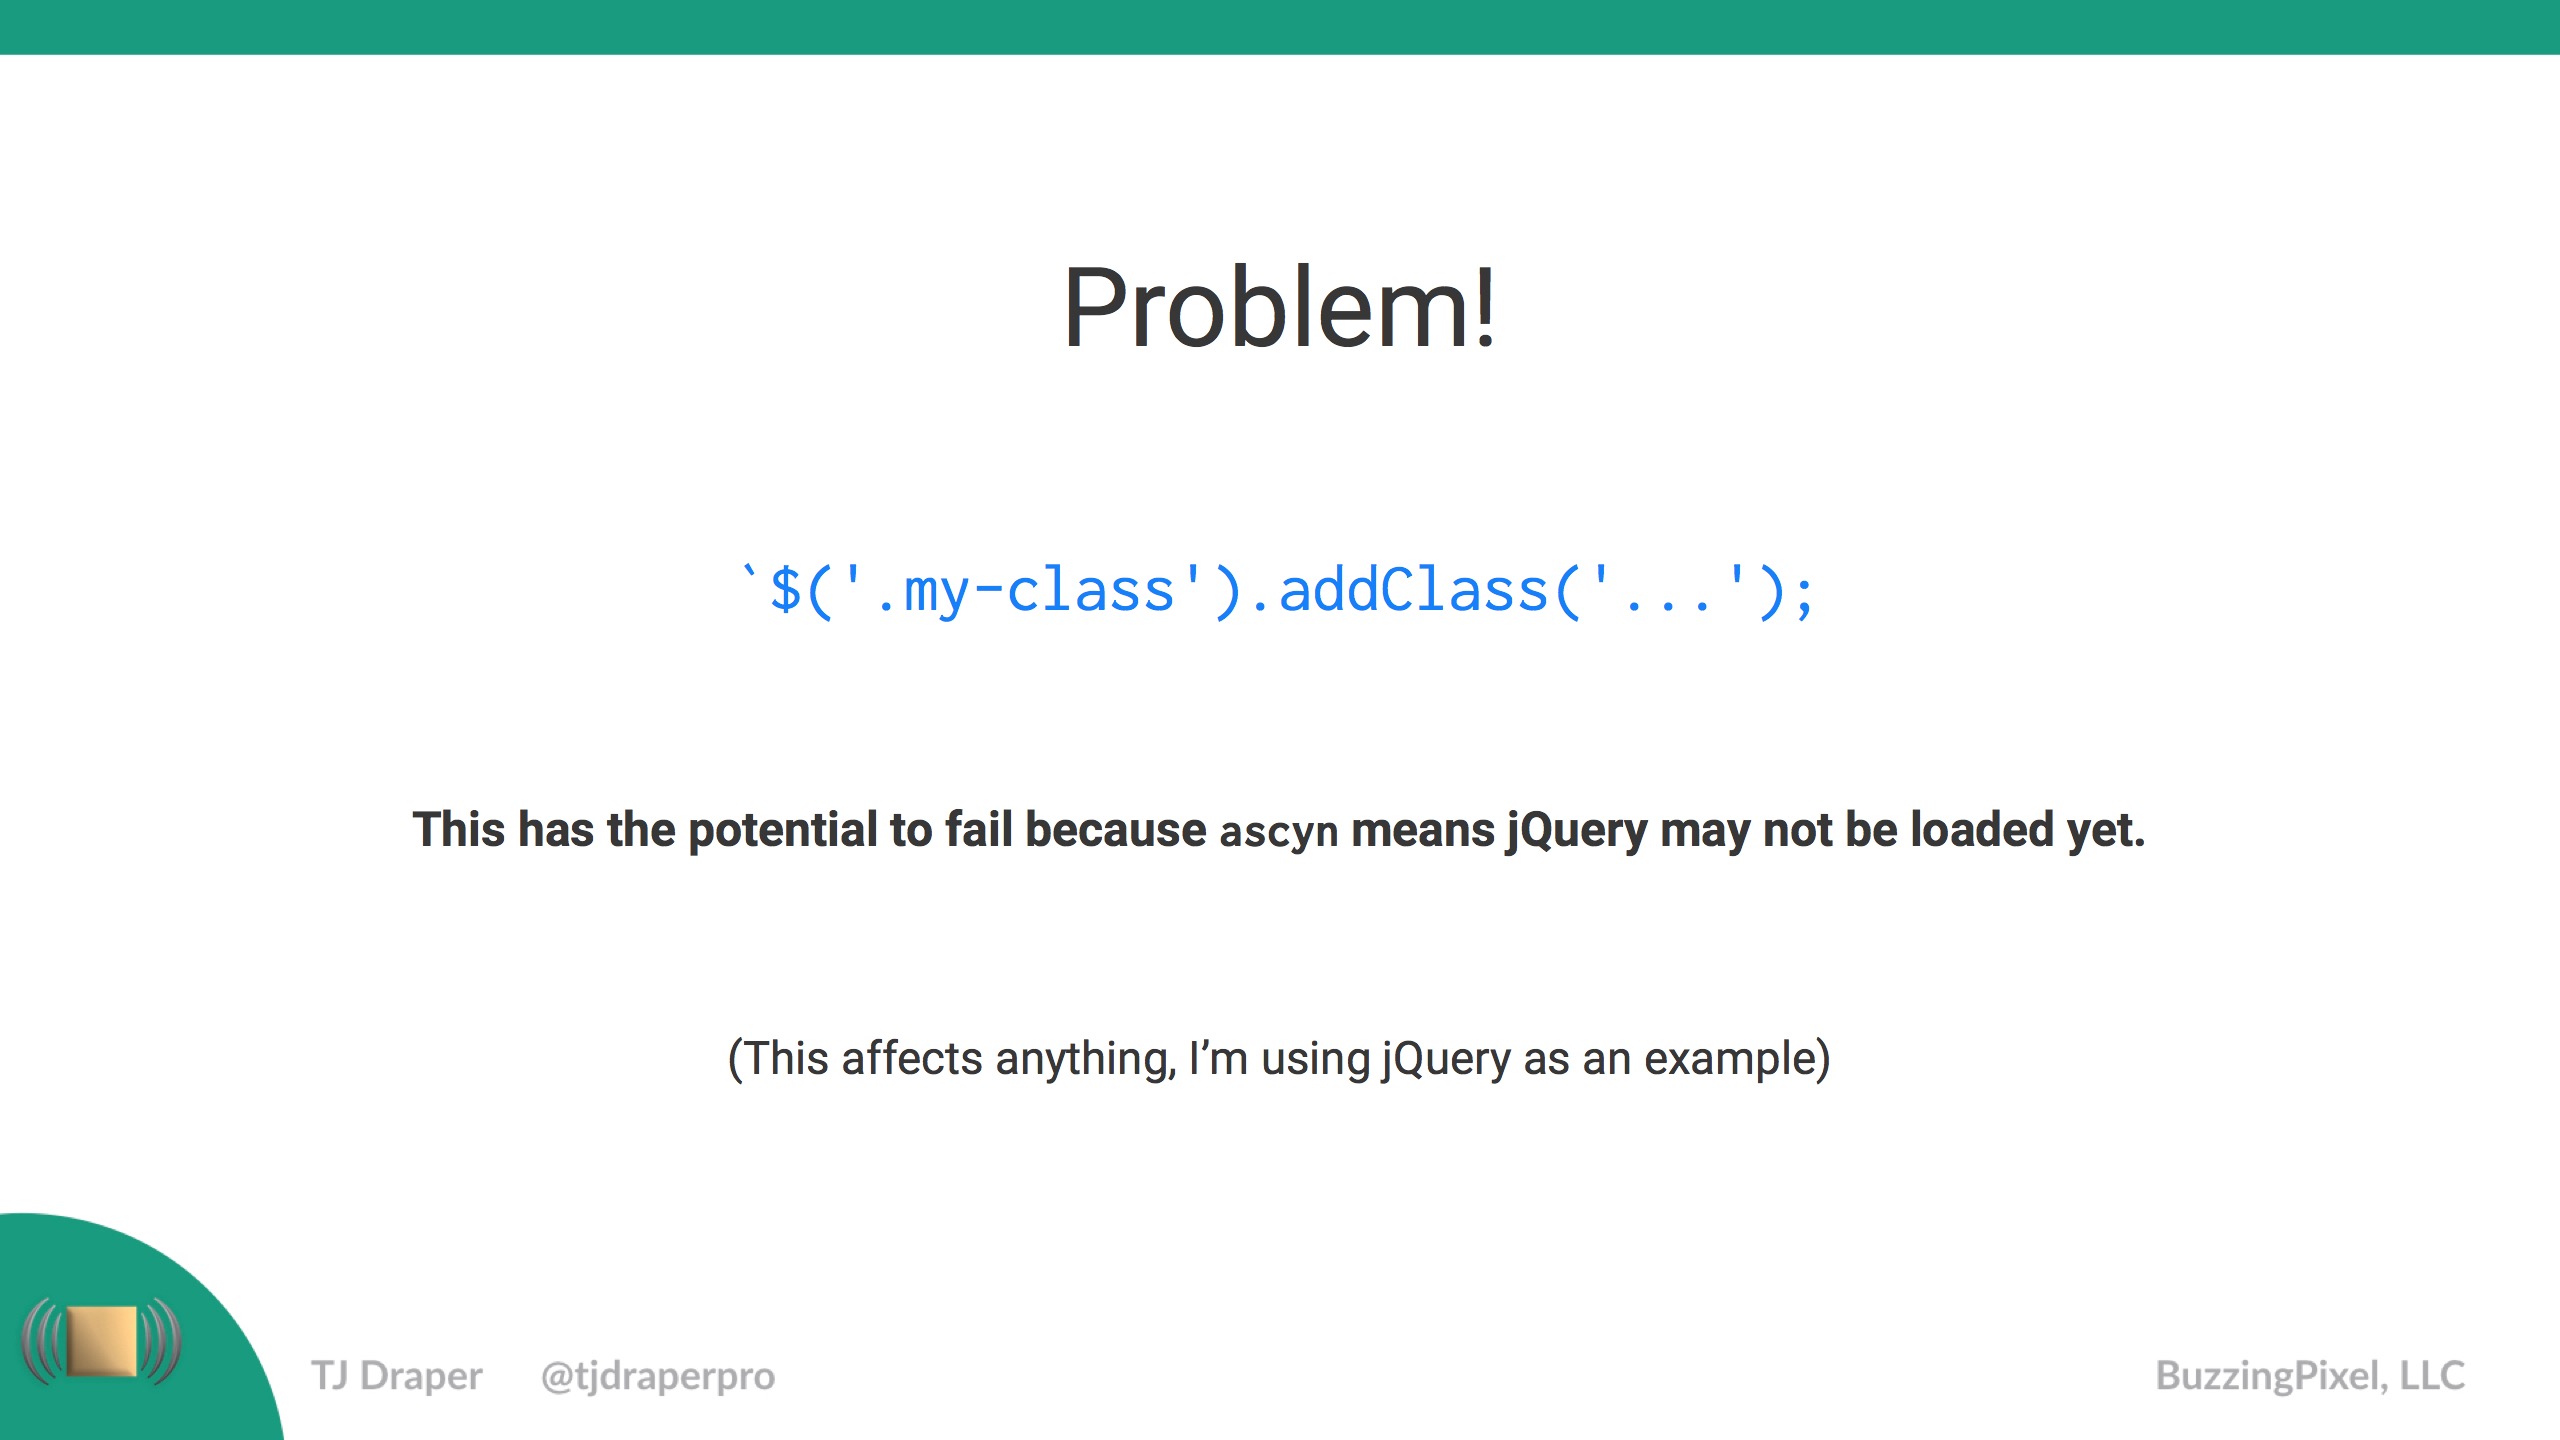 Problem!
`$('.my-class').addClass('...');
This has the potential to fail because ascyn means jQuery may not be loaded yet.
(This affects anything, I’m using jQuery as an example)
TJ Draper @tjdraperpro BuzzingPixel, LLC